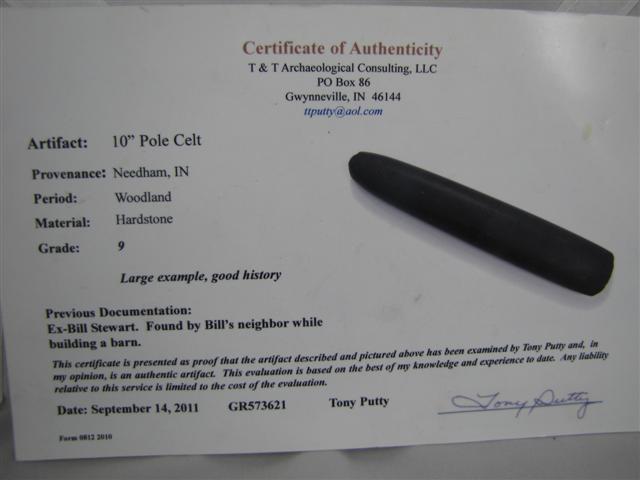 Certificate of Authenticity
T & T Archaeological Consulting, LLC
PO Box 86
Gwynneville, IN 46144
ttputty@aol.com
Artifact: 10" Pole Celt
Provenance: Needham, IN
Period: Woodland
Material: Hardstone
Grade: 9
Large example, good history
Previous Documentation:
Ex-Bill Stewart. Found by Bill's neighbor while
building a barn.
This certificate is presented as proof that the artifact described and pictured above has been examined by Tony Putty and, in
my opinion, is an authentic artifact. This evaluation is based on the best of my knowledge and experience to date. Any liability
relative to this service is limited to the cost of the evaluation.
Date: September 14, 2011 GR573621 Tony Putty Tony Putty
Form 0812 2010